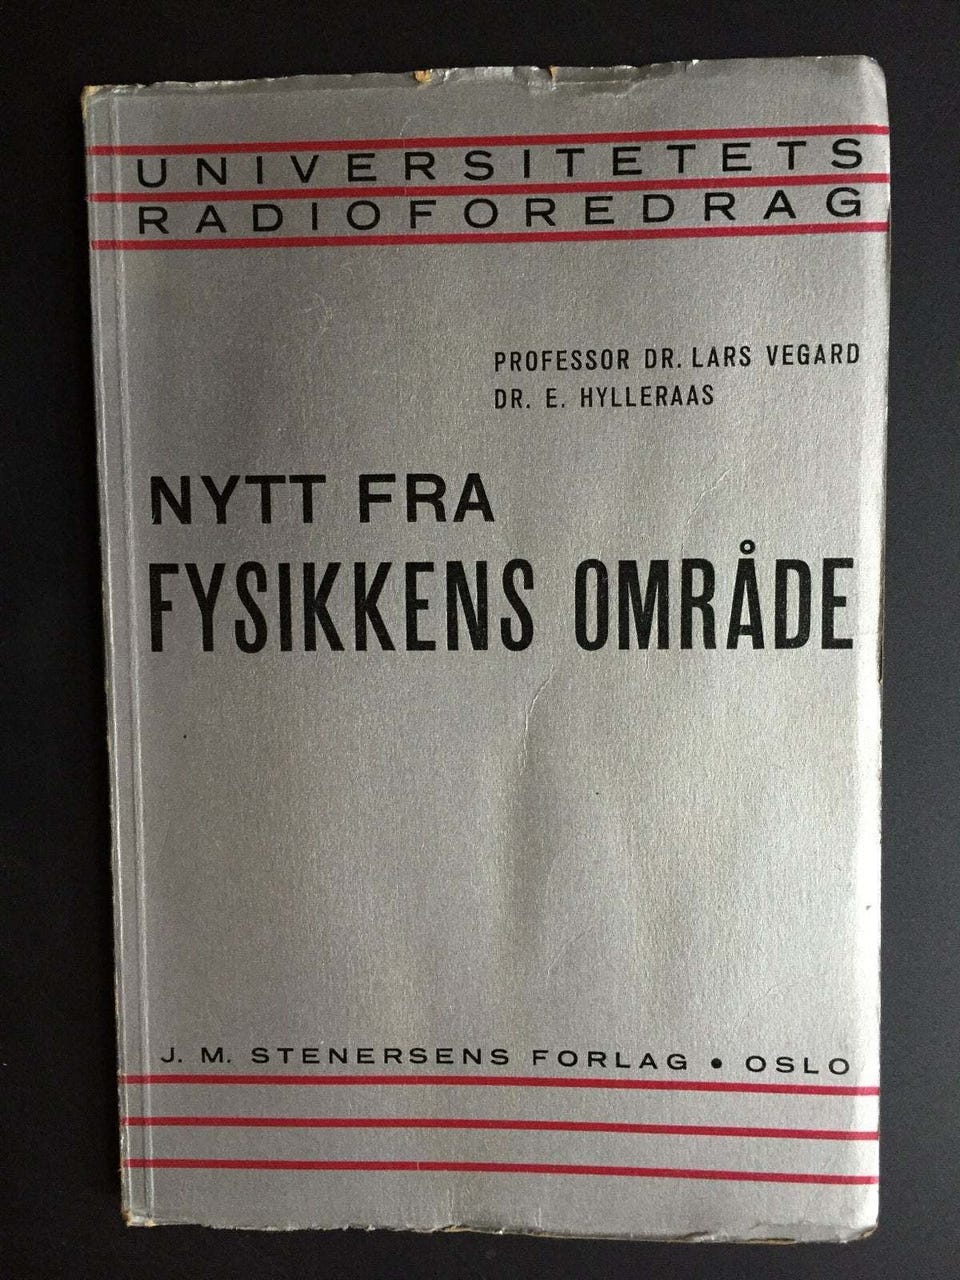 UNIVERSITETETS
RADIOFOREDRAG
PROFESSOR DR. LARS VEGARD
DR. E. HYLLERAAS
NYTT FRA
FYSIKKENS OMRÅDE
J. M. STENERSENS FORLAG • OSLO